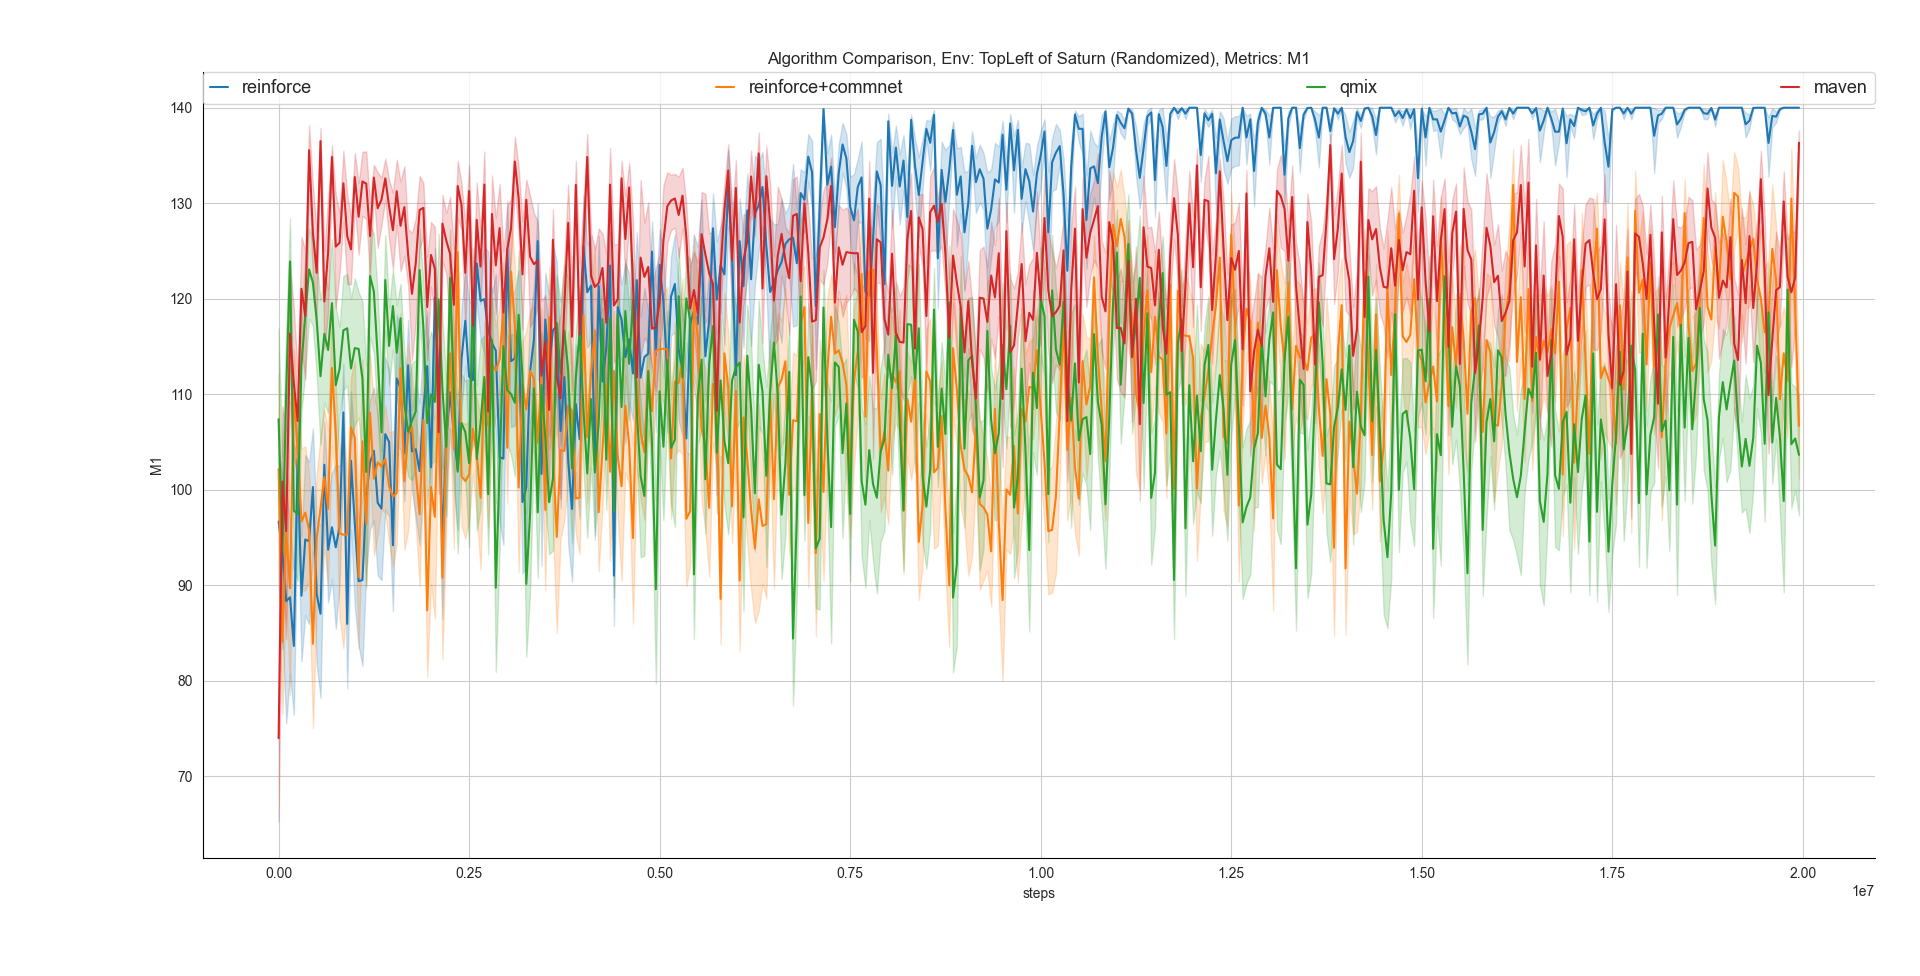 Algorithm Comparison, Env: TopLeft of Saturn (Randomized), Metrics: M1
reinforce reinforce+commnet qmix maven
140
130
120
110
100
90
80
70
M1
0.00 0.25 0.50 0.75 1.00 1.25 1.50 1.75 2.00
steps
1e7